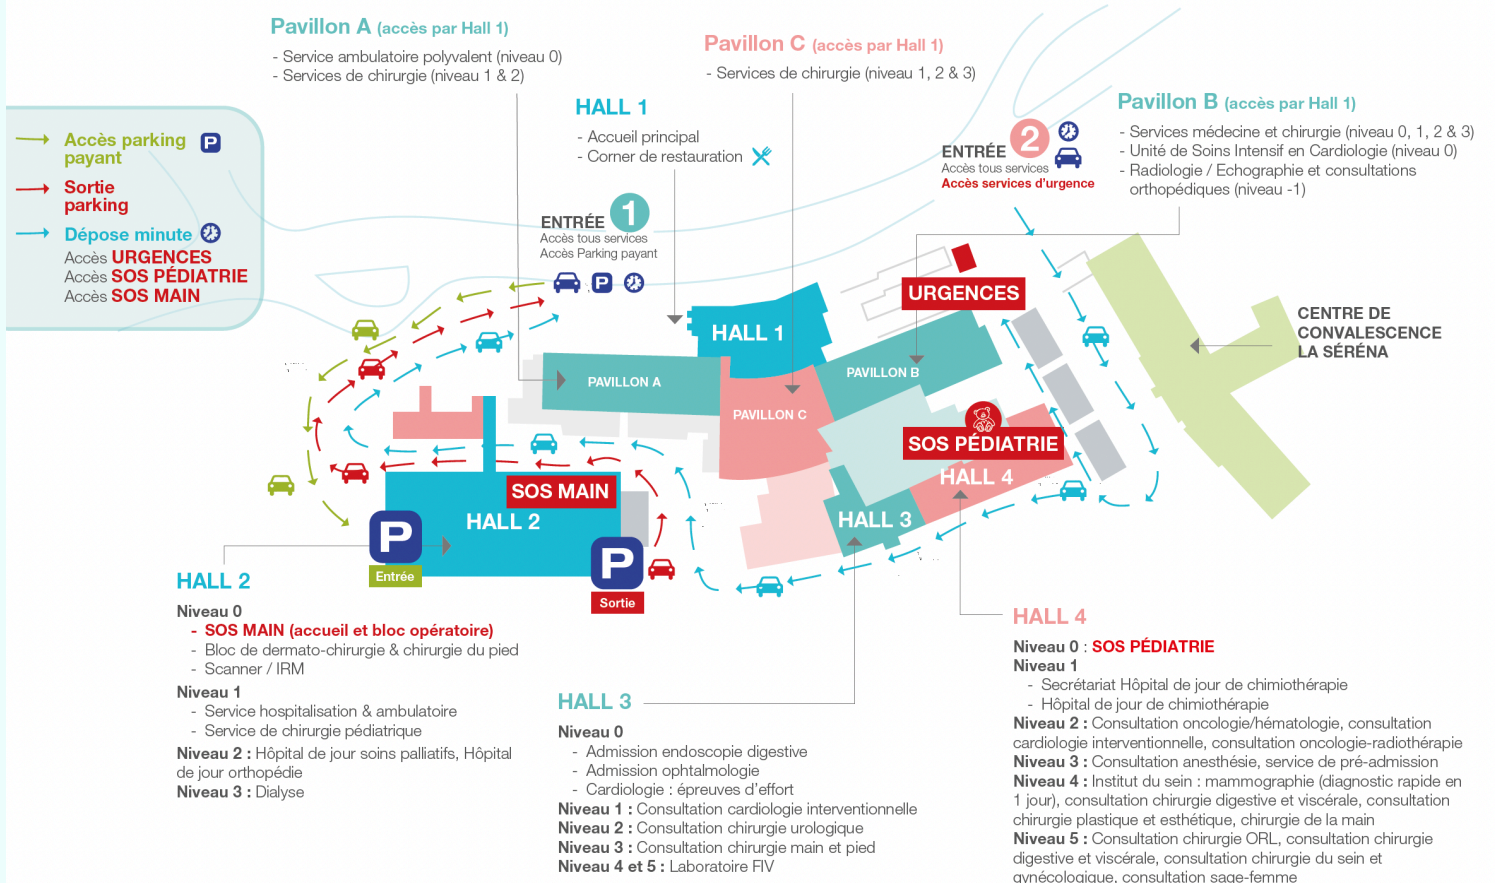 Pavillon A (accès par Hall 1)
- Service ambulatoire polyvalent (niveau 0)
- Services de chirurgie (niveau 1 & 2)
Pavillon C (accès par Hall 1)
- Services de chirurgie (niveau 1, 2 & 3)
HALL 1
- Accueil principal
- Corner de restauration
Pavillon B (accès par Hall 1)
- Services médecine et chirurgie (niveau 0, 1, 2 & 3)
- Unité de Soins Intensif en Cardiologie (niveau 0)
- Radiologie / Echographie et consultations
orthopédiques (niveau -1)
ENTRÉE 2
Accès tous services
Accès services d'urgence
Accès parking P
payant
Sortie
parking
Dépose minute
Accès URGENCES
Accès SOS PÉDIATRIE
Accès SOS MAIN
ENTRÉE 1
Accès tous services
Accès Parking payant
P
URGENCES
HALL 1
CENTRE DE
CONVALESCENCE
LA SÉRÉNA
PAVILLON A
PAVILLON B
PAVILLON C
SOS PÉDIATRIE
HALL 4
SOS MAIN
HALL 2
HALL 3
P
Entrée
P
Sortie
HALL 2
Niveau 0
- SOS MAIN (accueil et bloc opératoire)
- Bloc de dermato-chirurgie & chirurgie du pied
- Scanner / IRM
Niveau 1
- Service hospitalisation & ambulatoire
- Service de chirurgie pédiatrique
Niveau 2 : Hôpital de jour soins palliatifs, Hôpital
de jour orthopédie
Niveau 3 : Dialyse
HALL 3
Niveau 0
- Admission endoscopie digestive
- Admission ophtalmologie
- Cardiologie : épreuves d'effort
Niveau 1 : Consultation cardiologie interventionnelle
Niveau 2 : Consultation chirurgie urologique
Niveau 3 : Consultation chirurgie main et pied
Niveau 4 et 5 : Laboratoire FIV
HALL 4
Niveau 0 : SOS PÉDIATRIE
Niveau 1
- Secrétariat Hôpital de jour de chimiothérapie
- Hôpital de jour de chimiothérapie
Niveau 2 : Consultation oncologie/hématologie, consultation
cardiologie interventionnelle, consultation oncologie-radiothérapie
Niveau 3 : Consultation anesthésie, service de pré-admission
Niveau 4 : Institut du sein : mammographie (diagnostic rapide en
1 jour), consultation chirurgie digestive et viscérale, consultation
chirurgie plastique et esthétique, chirurgie de la main
Niveau 5 : Consultation chirurgie ORL, consultation chirurgie
digestive et viscérale, consultation chirurgie du sein et
gynécologique, consultation sage-femme